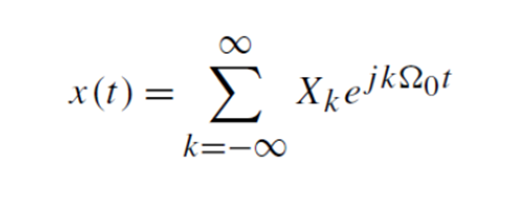 x(t) = ∑_{k=−∞}^{∞} X_k e^{jkΩ_0 t}